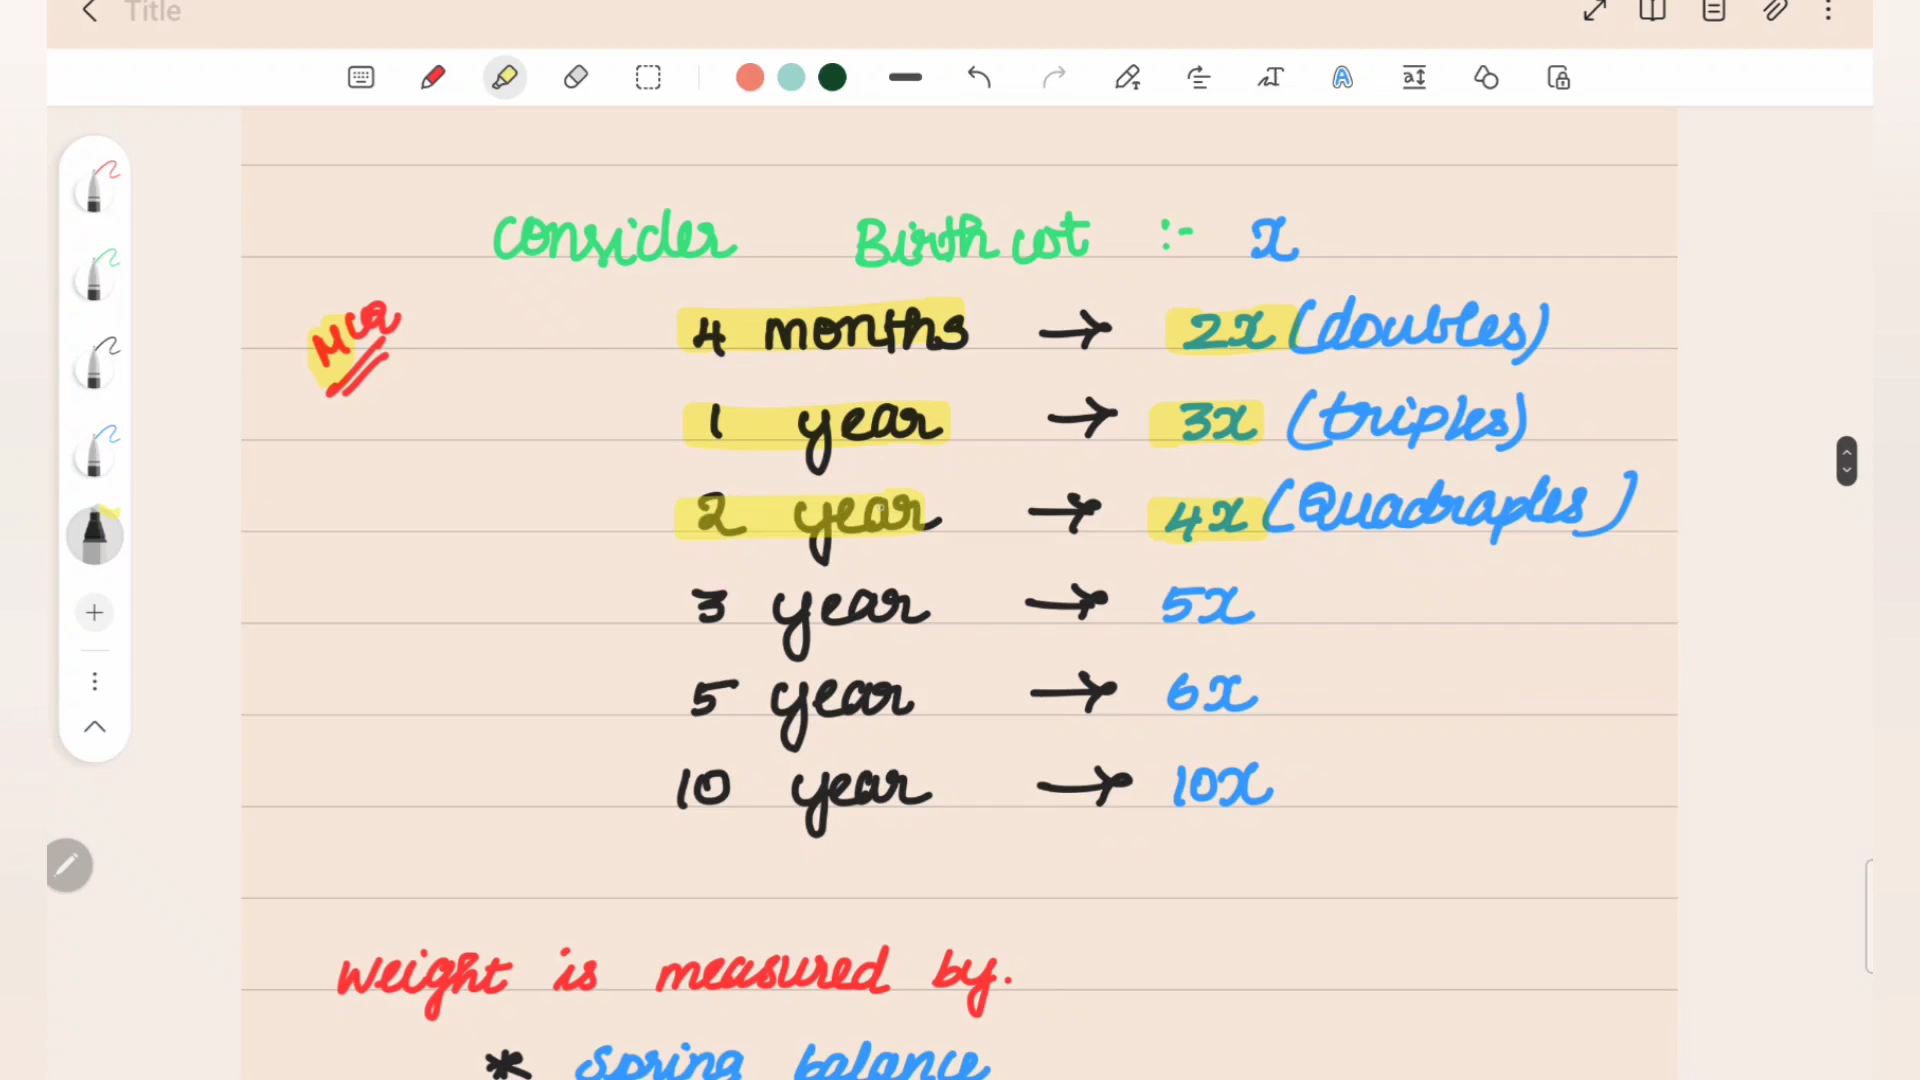 Title
Consider Birth wt :- x
MCQ
4 months → 2x (doubles)
1 year → 3x (triples)
2 year → 4x (Quadraples)
3 year → 5x
5 year → 6x
10 year → 10x
Weight is measured by.
* Spring balance